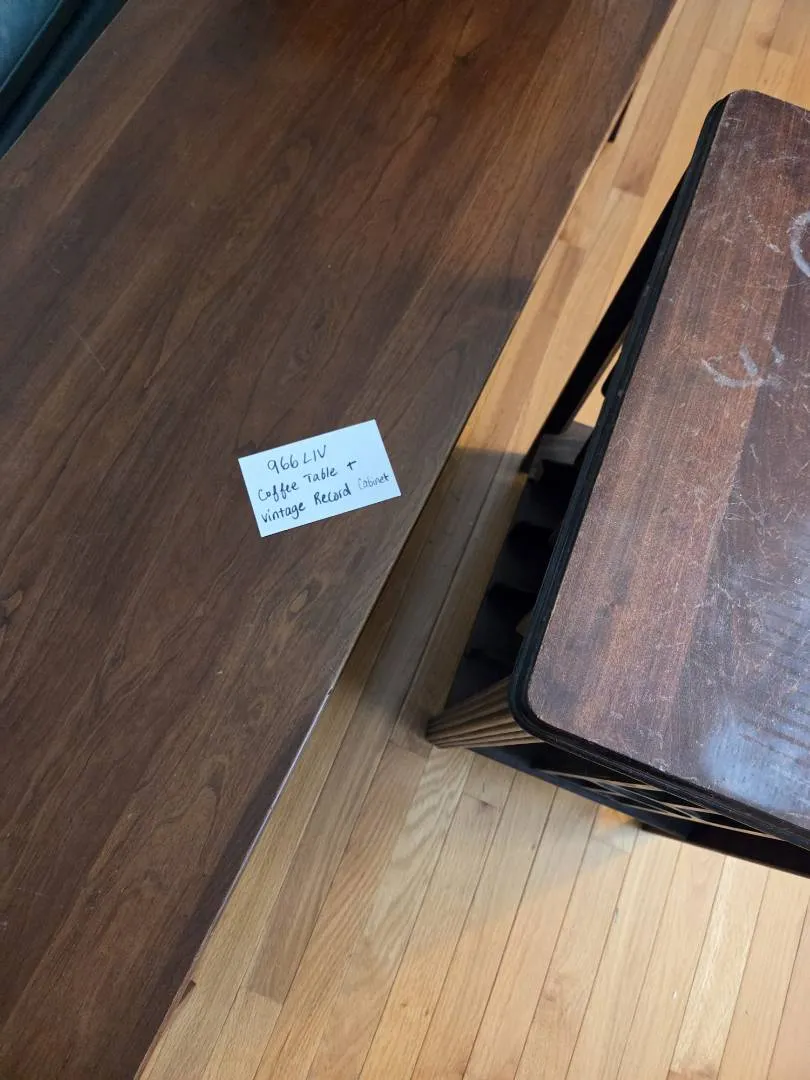 966 LIV
Coffee Table +
vintage Record Cabinet